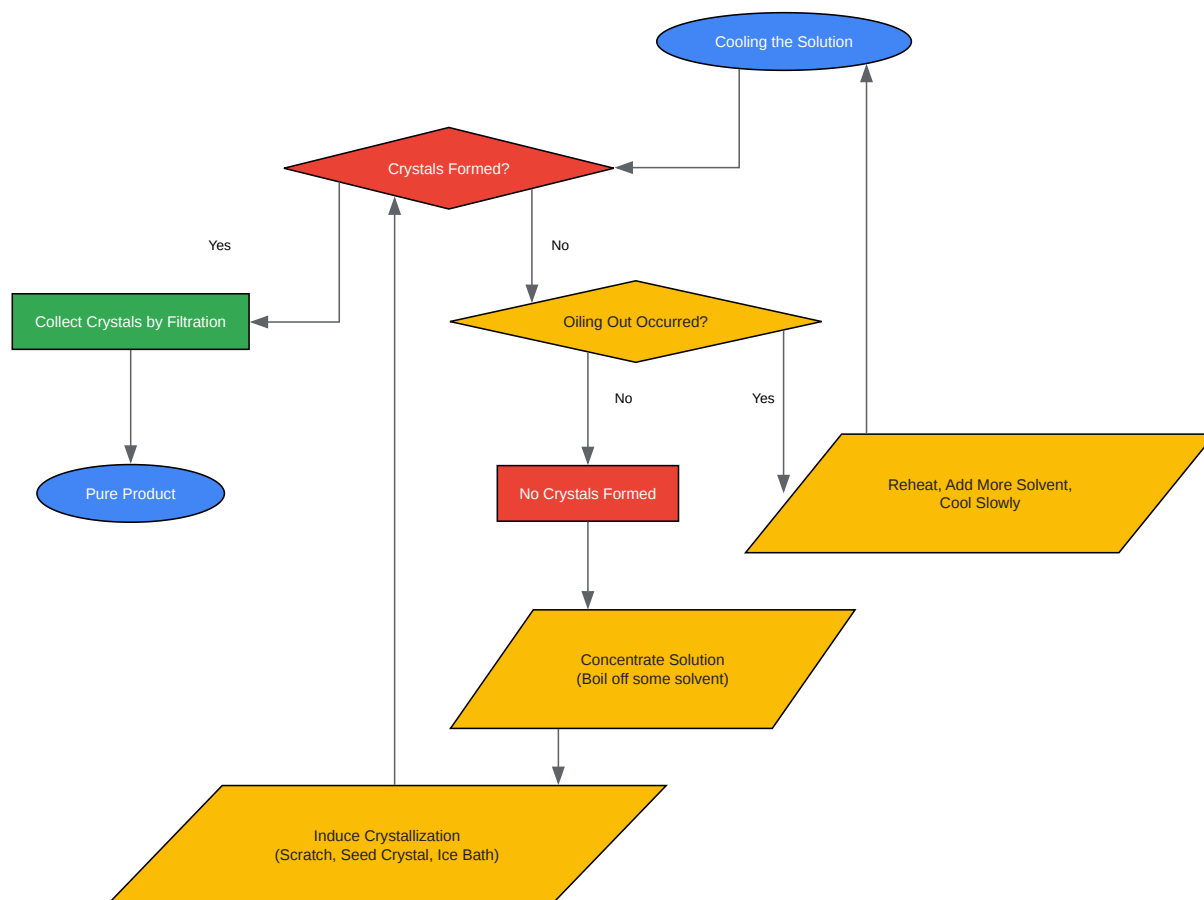 Cooling the Solution
Crystals Formed?
Yes
No
Collect Crystals by Filtration
Oiling Out Occurred?
No
Yes
Pure Product
No Crystals Formed
Reheat, Add More Solvent,
Cool Slowly
Concentrate Solution
(Boil off some solvent)
Induce Crystallization
(Scratch, Seed Crystal, Ice Bath)